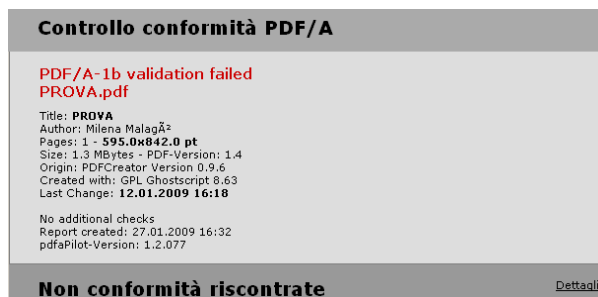 Controllo conformità PDF/A
PDF/A-1b validation failed
PROVA.pdf
Title: PROVA
Author: Milena MalagÃ²
Pages: 1 - 595.0x842.0 pt
Size: 1.3 MBytes - PDF-Version: 1.4
Origin: PDFCreator Version 0.9.6
Created with: GPL Ghostscript 8.63
Last Change: 12.01.2009 16:18
No additional checks
Report created: 27.01.2009 16:32
pdfaPilot-Version: 1.2.077
Non conformità riscontrate
Dettagli